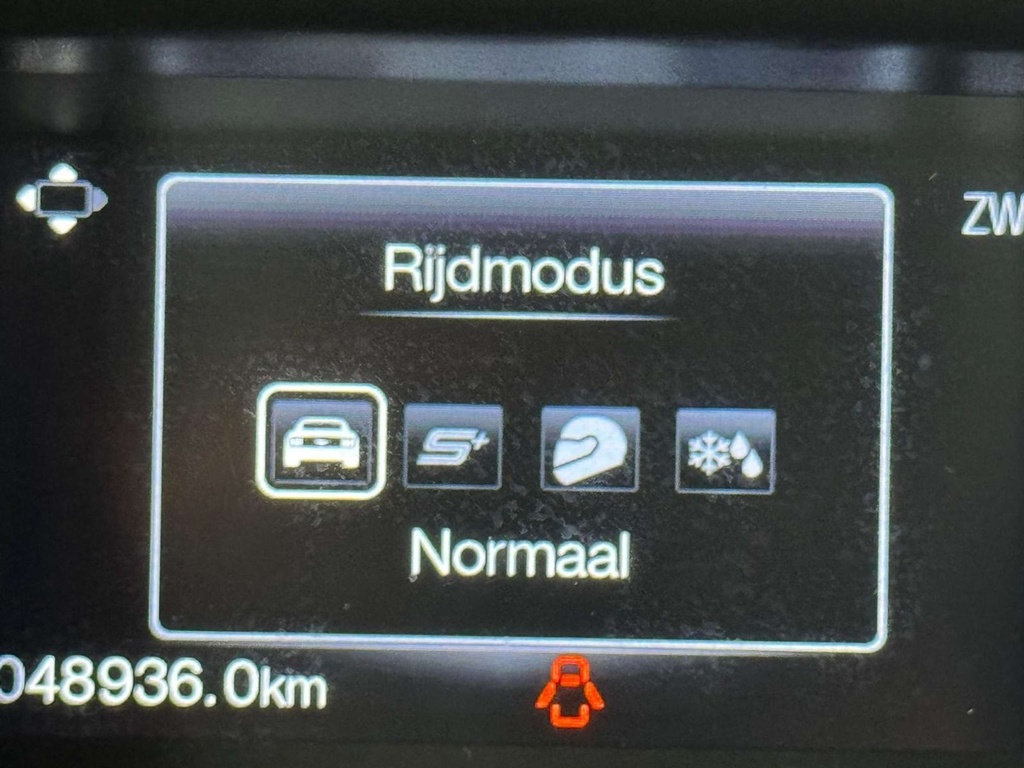 ZW
Rijdmodus
S+
Normaal
048936.0km